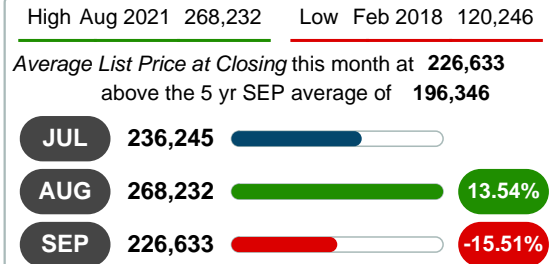 High Aug 2021 268,232 Low Feb 2018 120,246
Average List Price at Closing this month at 226,633
above the 5 yr SEP average of 196,346
JUL 236,245
AUG 268,232 13.54%
SEP 226,633 -15.51%